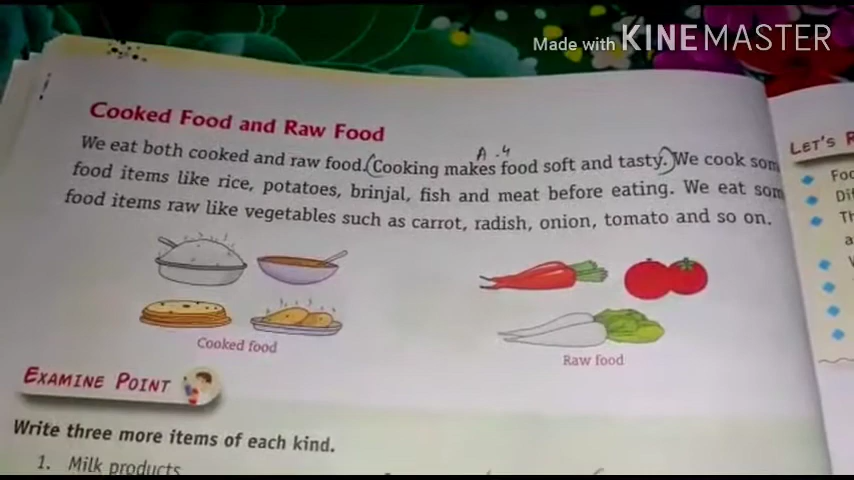 Made with KINEMASTER
Cooked Food and Raw Food
A.4
We eat both cooked and raw food. (Cooking makes food soft and tasty.) We cook som
food items like rice, potatoes, brinjal, fish and meat before eating. We eat som
food items raw like vegetables such as carrot, radish, onion, tomato and so on.
Cooked food
Raw food
EXAMINE POINT
Write three more items of each kind.
1. Milk products
LET'S R
Foo
Dif
Th
a